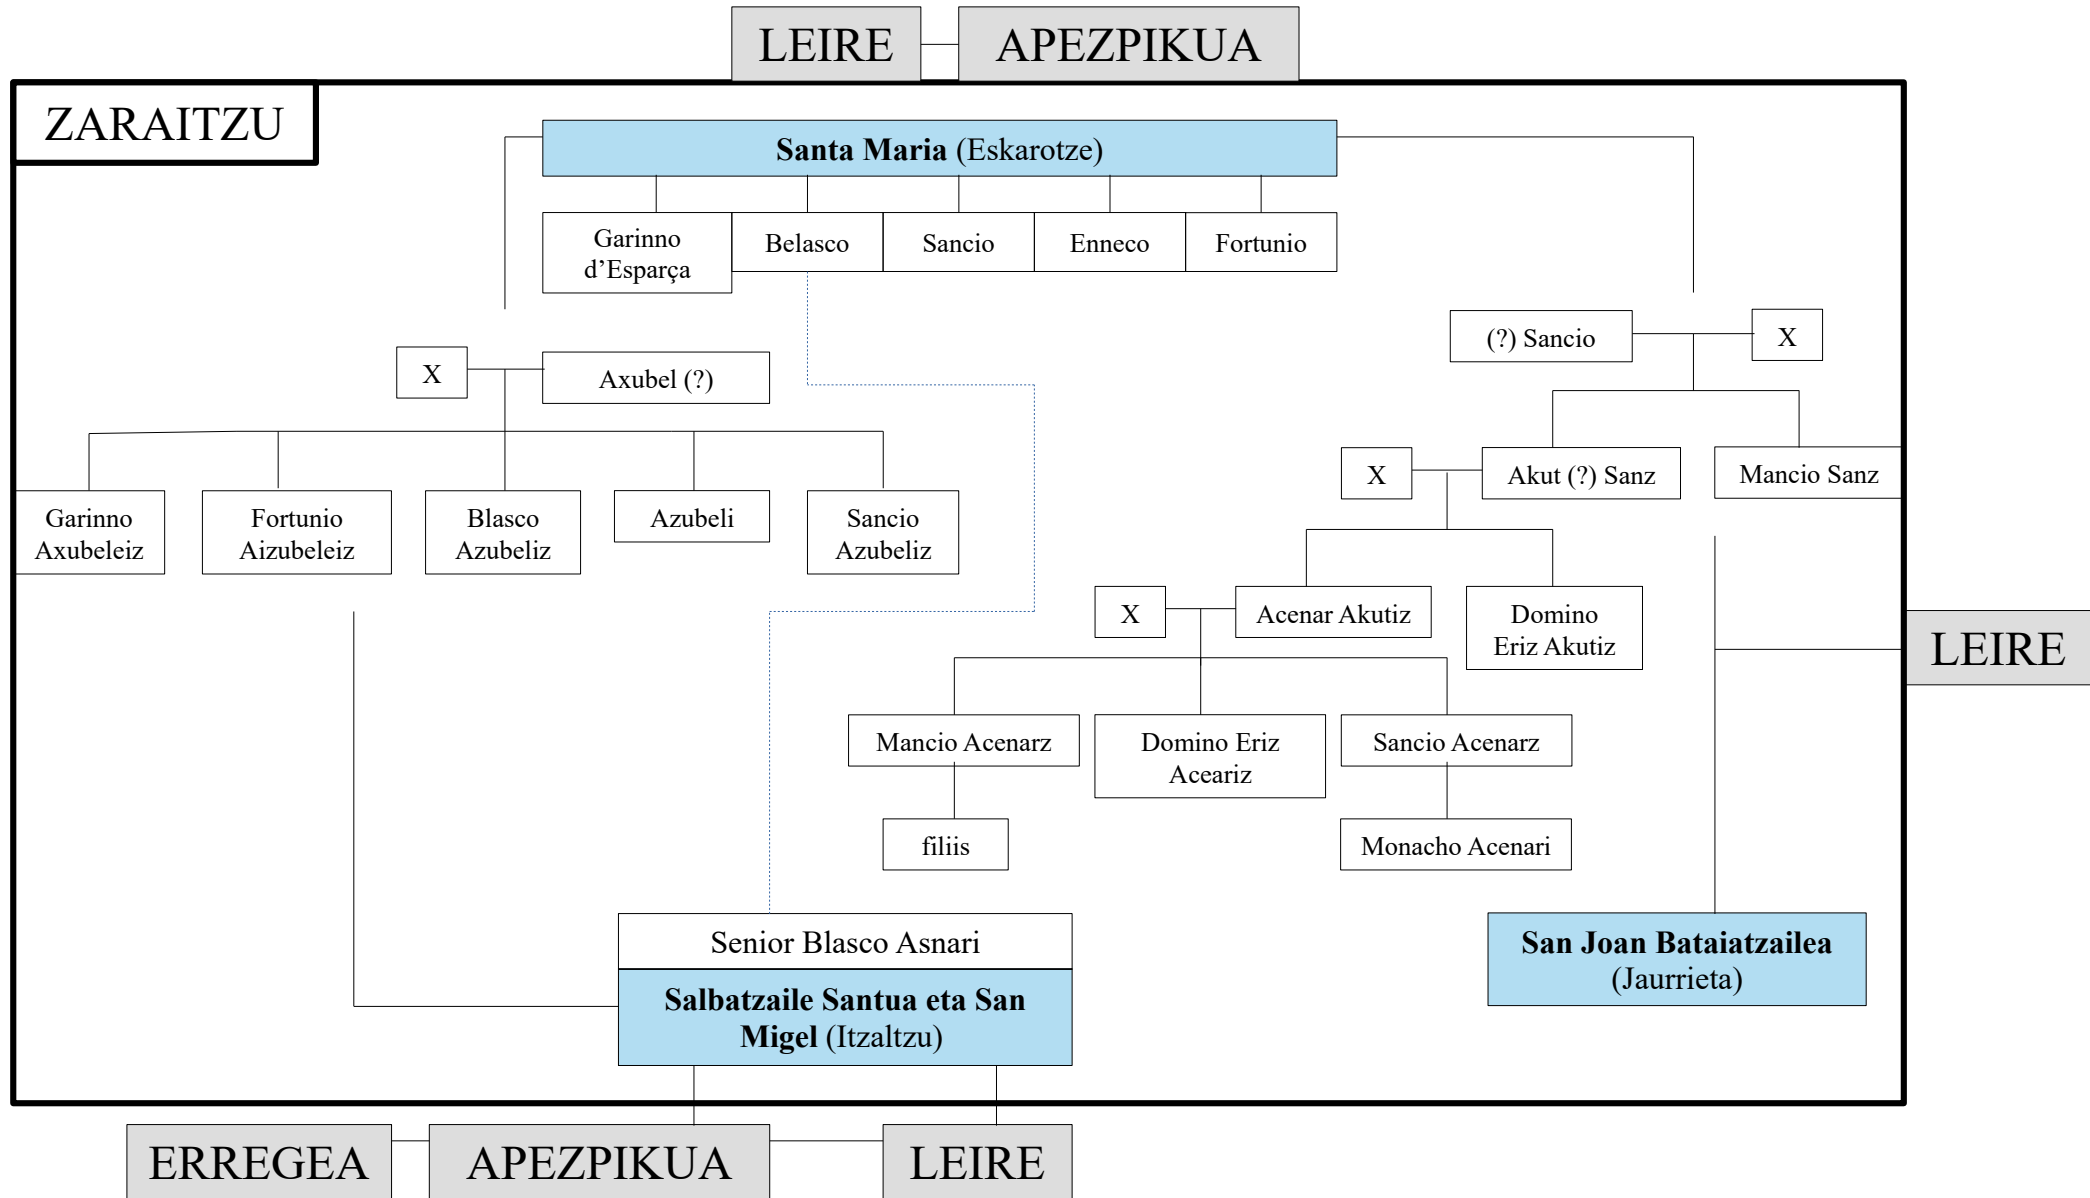 LEIRE
APEZPIKUA
ZARAITZU
Santa Maria (Eskarotze)
Garinno
d’Esparça
Belasco
Sancio
Enneco
Fortunio
(?) Sancio
X
X
Axubel (?)
X
Akut (?) Sanz
Mancio Sanz
Garinno
Axubeleiz
Fortunio
Aizubeleiz
Blasco
Azubeliz
Azubeli
Sancio
Azubeliz
X
Acenar Akutiz
Domino
Eriz Akutiz
LEIRE
Mancio Acenarz
Domino Eriz
Aceariz
Sancio Acenarz
filiis
Monacho Acenari
Senior Blasco Asnari
Salbatzaile Santua eta San
Migel (Itzaltzu)
San Joan Bataiatzailea
(Jaurrieta)
ERREGEA
APEZPIKUA
LEIRE